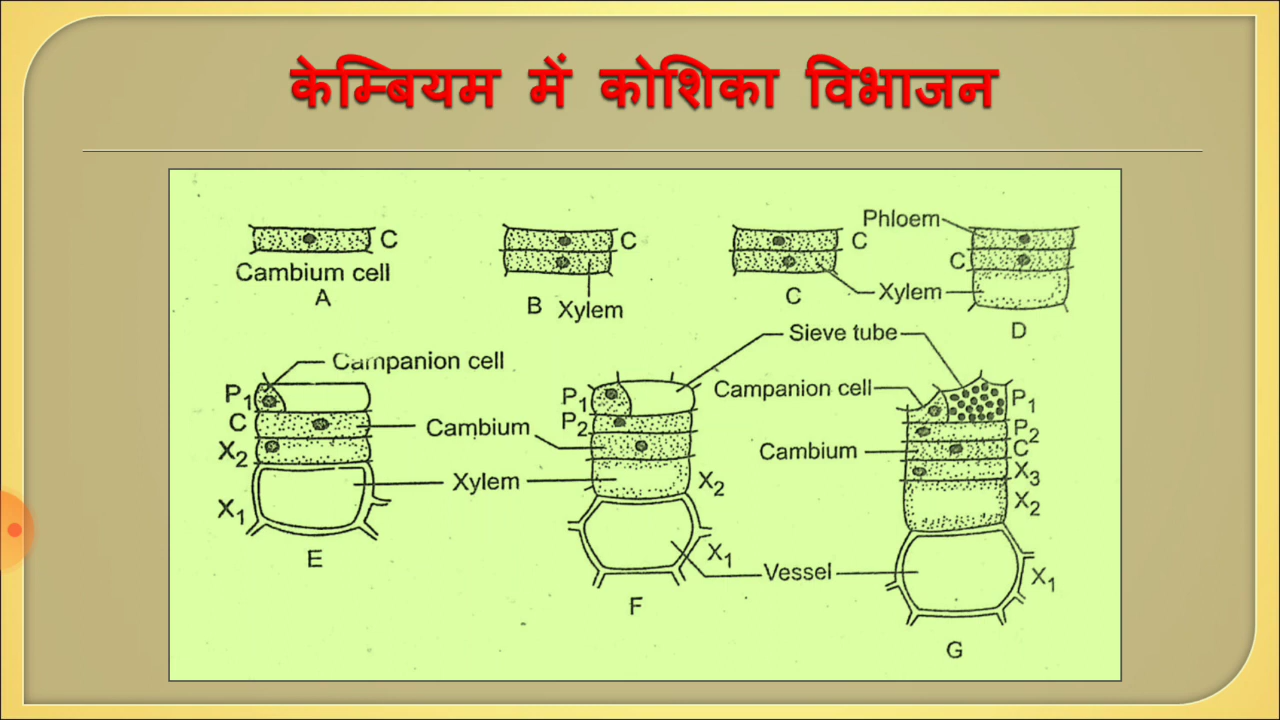 केम्बियम में कोशिका विभाजन
C
Cambium cell
A
C
B Xylem
C
C
Phloem
C
Xylem
D
Campanion cell
P1
C
X2
X1
E
Cambium
Xylem
Sieve tube
P1
P2
X2
X1
F
Campanion cell
Cambium
Vessel
P1
P2
C
X3
X2
X1
G